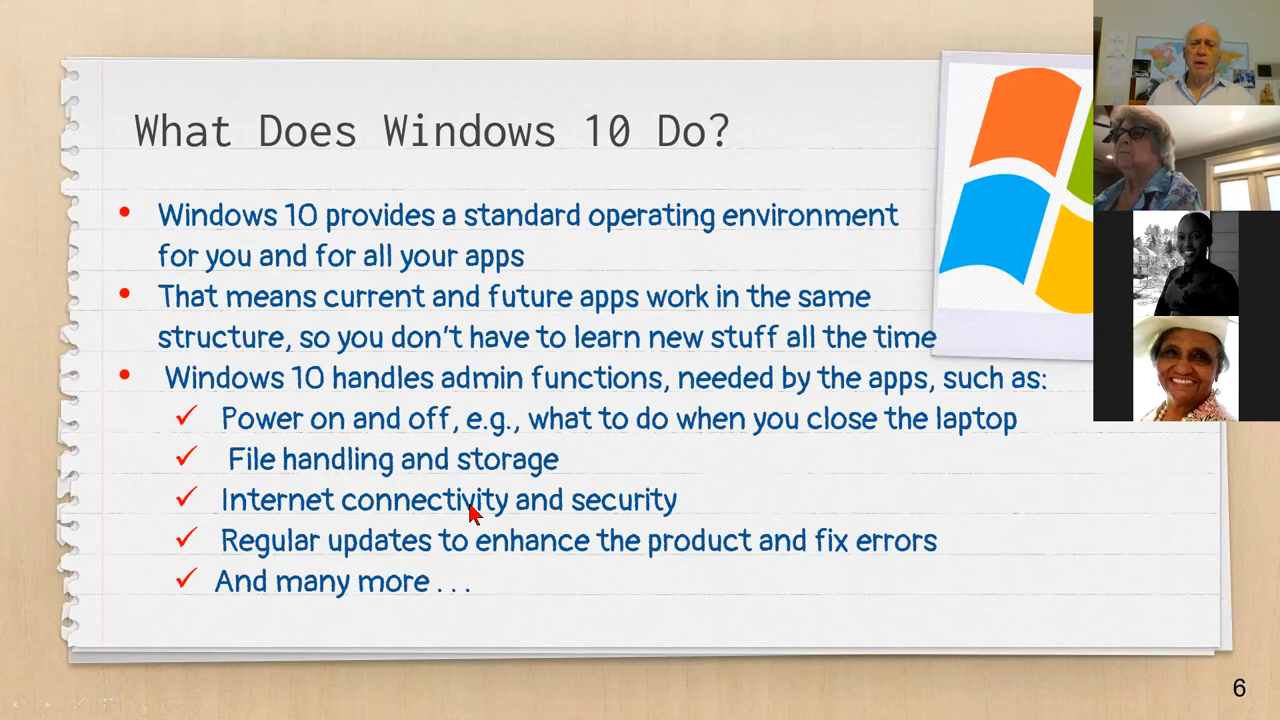 What Does Windows 10 Do?
• Windows 10 provides a standard operating environment
for you and for all your apps
• That means current and future apps work in the same
structure, so you don't have to learn new stuff all the time
• Windows 10 handles admin functions, needed by the apps, such as:
✓ Power on and off, e.g., what to do when you close the laptop
✓ File handling and storage
✓ Internet connectivity and security
✓ Regular updates to enhance the product and fix errors
✓ And many more . . .
6